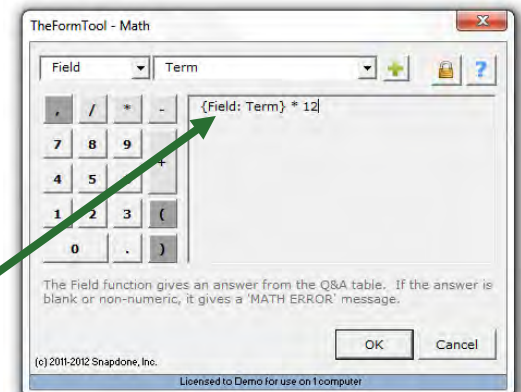 TheFormTool - Math
X
Field Term + ?
{Field: Term} * 12
, / * -
7 8 9
+
4 5
1 2 3 (
0 . )
The Field function gives an answer from the Q&A table. If the answer is
blank or non-numeric, it gives a 'MATH ERROR' message.
OK Cancel
(c) 2011-2012 Snapdone, Inc.
Licensed to Demo for use on 1 computer